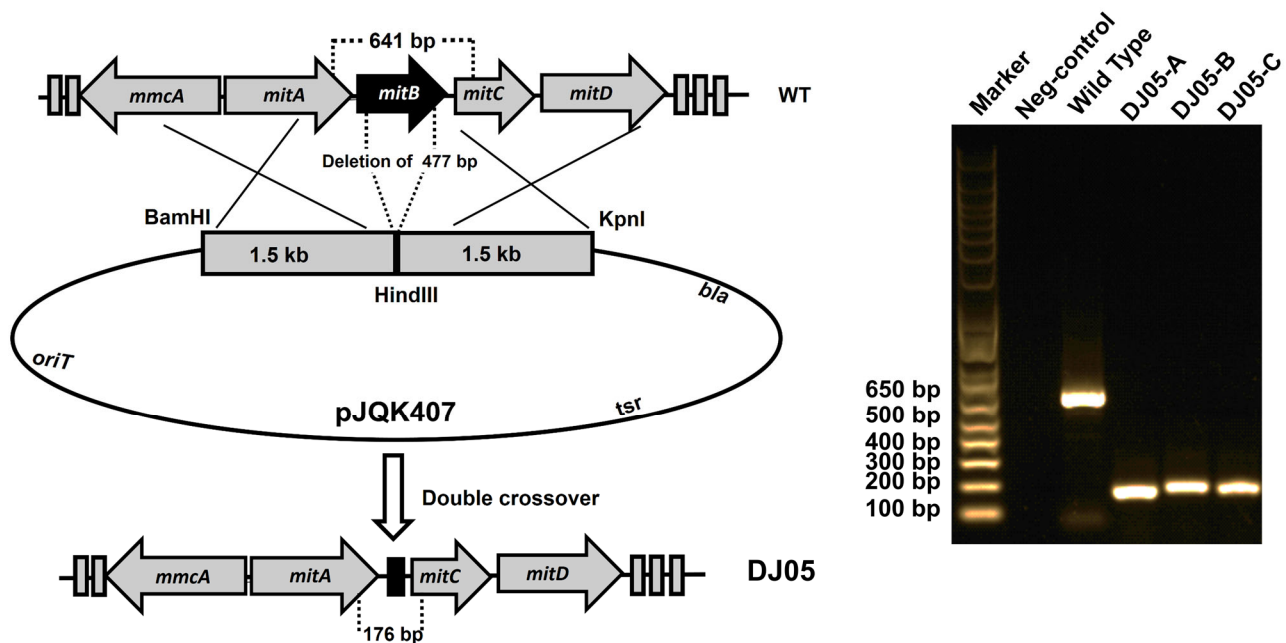 641 bp
mmcA mitA mitB mitC mitD WT
Deletion of 477 bp
BamHI KpnI
1.5 kb 1.5 kb
HindIII
bla
oriT
pJQK407 tsr
Double crossover
mmcA mitA mitC mitD DJ05
176 bp
Marker Neg-control Wild Type DJ05-A DJ05-B DJ05-C
650 bp
500 bp
400 bp
300 bp
200 bp
100 bp